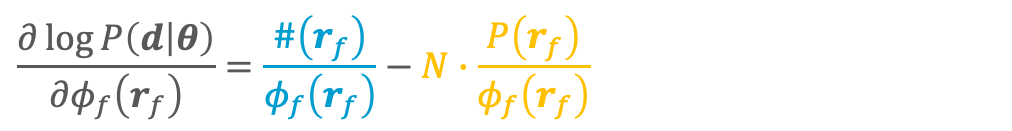 ∂ log P(d|θ) / ∂ϕ_f(r_f) = #(r_f) / ϕ_f(r_f) − N · P(r_f) / ϕ_f(r_f)